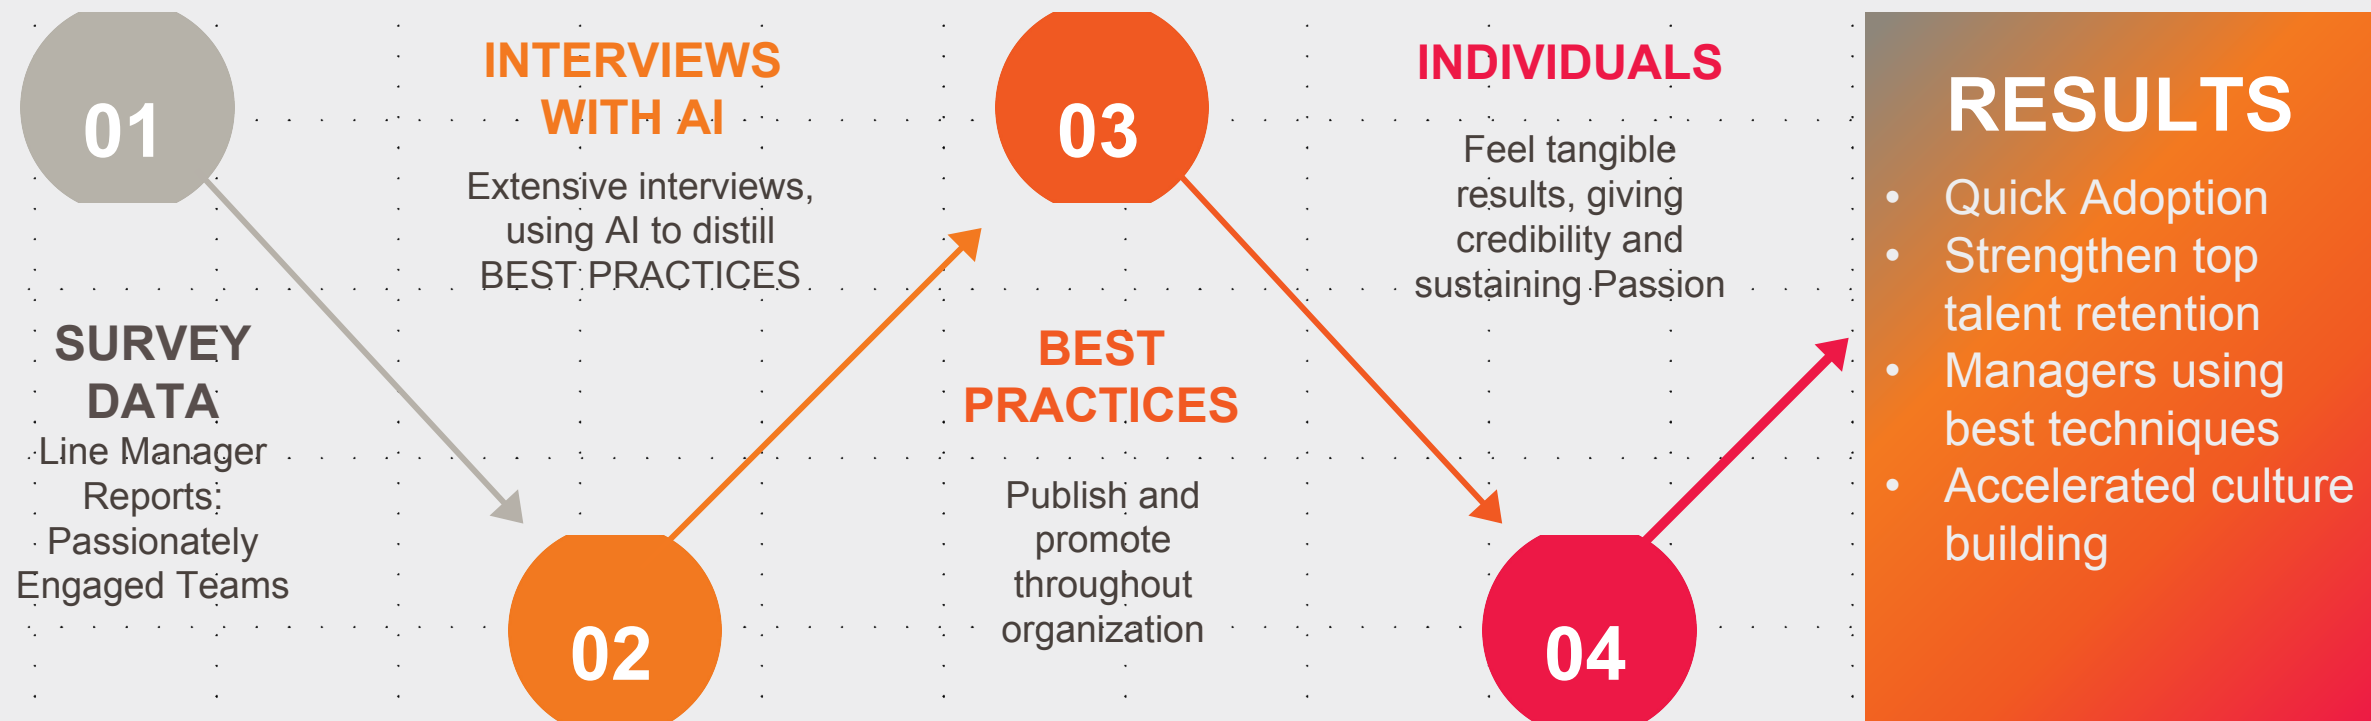 01
SURVEY
DATA
Line Manager
Reports:
Passionately
Engaged Teams
INTERVIEWS
WITH AI
Extensive interviews,
using AI to distill
BEST PRACTICES
02
03
BEST
PRACTICES
Publish and
promote
throughout
organization
INDIVIDUALS
Feel tangible
results, giving
credibility and
sustaining Passion
04
RESULTS
• Quick Adoption
• Strengthen top
talent retention
• Managers using
best techniques
• Accelerated culture
building